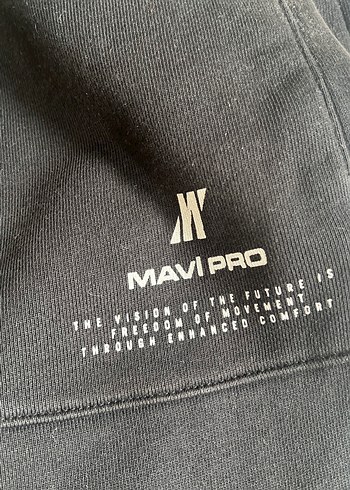 MAVI PRO
THE VISION OF THE FUTURE IS
FREEDOM OF MOVEMENT
THROUGH ENHANCED COMFORT